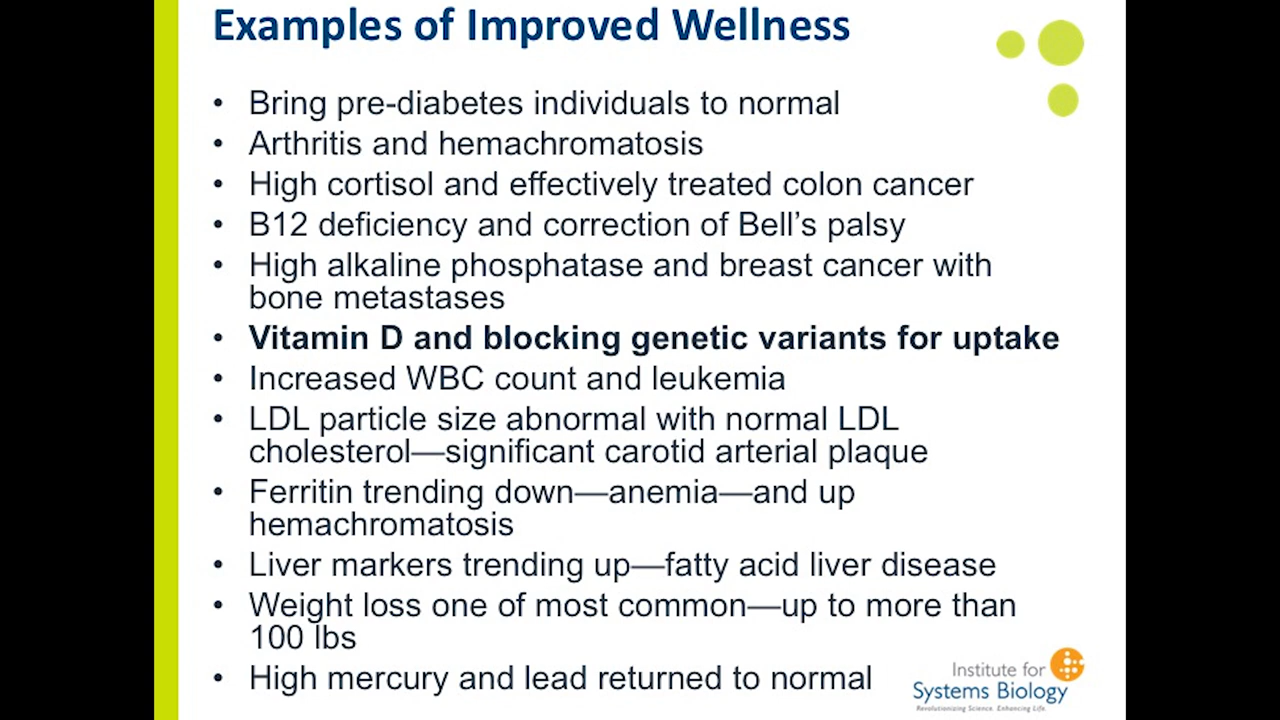 Examples of Improved Wellness
• Bring pre-diabetes individuals to normal
• Arthritis and hemachromatosis
• High cortisol and effectively treated colon cancer
• B12 deficiency and correction of Bell’s palsy
• High alkaline phosphatase and breast cancer with
bone metastases
• Vitamin D and blocking genetic variants for uptake
• Increased WBC count and leukemia
• LDL particle size abnormal with normal LDL
cholesterol—significant carotid arterial plaque
• Ferritin trending down—anemia—and up
hemachromatosis
• Liver markers trending up—fatty acid liver disease
• Weight loss one of most common—up to more than
100 lbs
• High mercury and lead returned to normal
Institute for
Systems Biology
Revolutionizing Science. Enhancing Life.